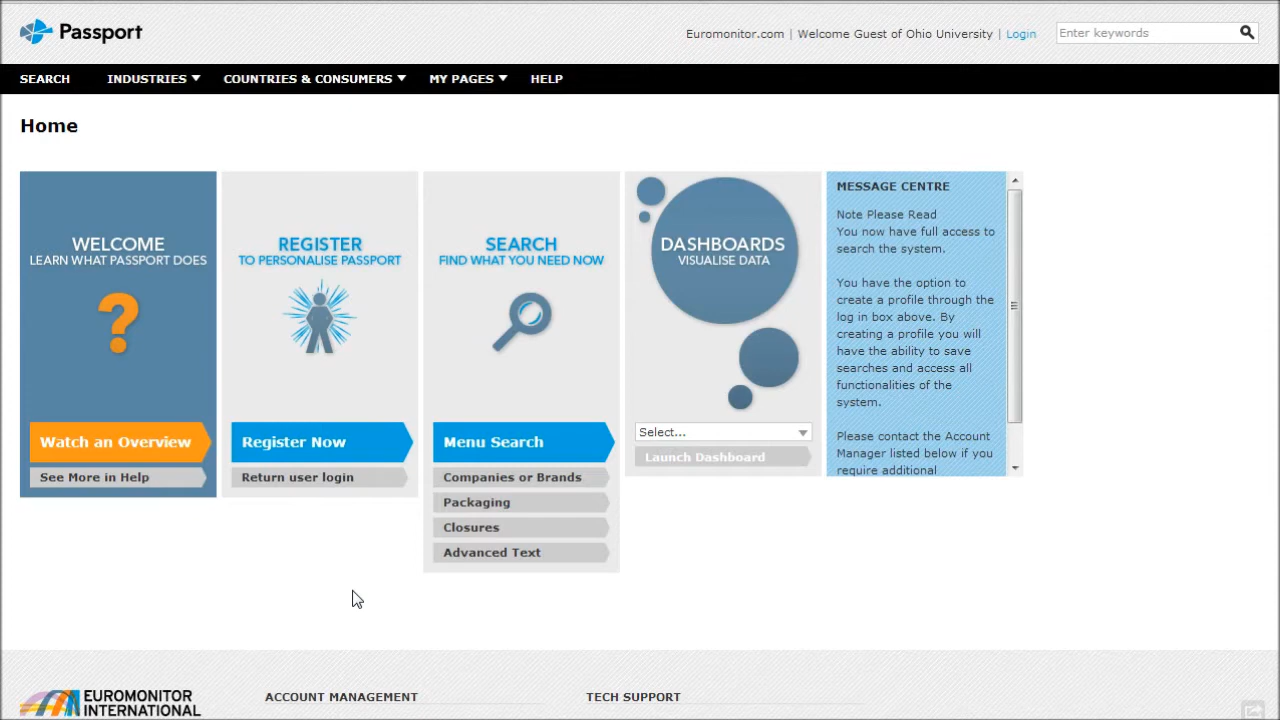 Passport
Euromonitor.com | Welcome Guest of Ohio University | Login
Enter keywords
SEARCH INDUSTRIES COUNTRIES & CONSUMERS MY PAGES HELP
Home
WELCOME
LEARN WHAT PASSPORT DOES
?
Watch an Overview
See More in Help
REGISTER
TO PERSONALISE PASSPORT
Register Now
Return user login
SEARCH
FIND WHAT YOU NEED NOW
Menu Search
Companies or Brands
Packaging
Closures
Advanced Text
DASHBOARDS
VISUALISE DATA
Select...
Launch Dashboard
MESSAGE CENTRE
Note Please Read
You now have full access to
search the system.
You have the option to
create a profile through the
log in box above. By
creating a profile you will
have the ability to save
searches and access all
functionalities of the
system.
Please contact the Account
Manager listed below if you
require additional
EUROMONITOR
INTERNATIONAL
ACCOUNT MANAGEMENT
TECH SUPPORT